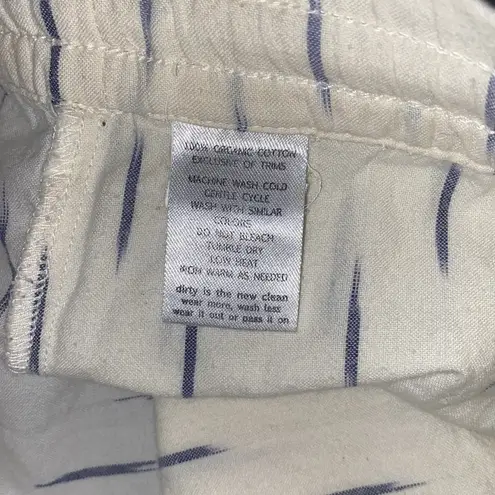 100% ORGANIC COTTON
EXCLUSIVE OF TRIMS
MACHINE WASH COLD
GENTLE CYCLE
WASH WITH SIMILAR
COLORS
DO NOT BLEACH
TUMBLE DRY
LOW HEAT
IRON WARM AS NEEDED
dirty is the new clean
wear more, wash less
wear it out or pass it on